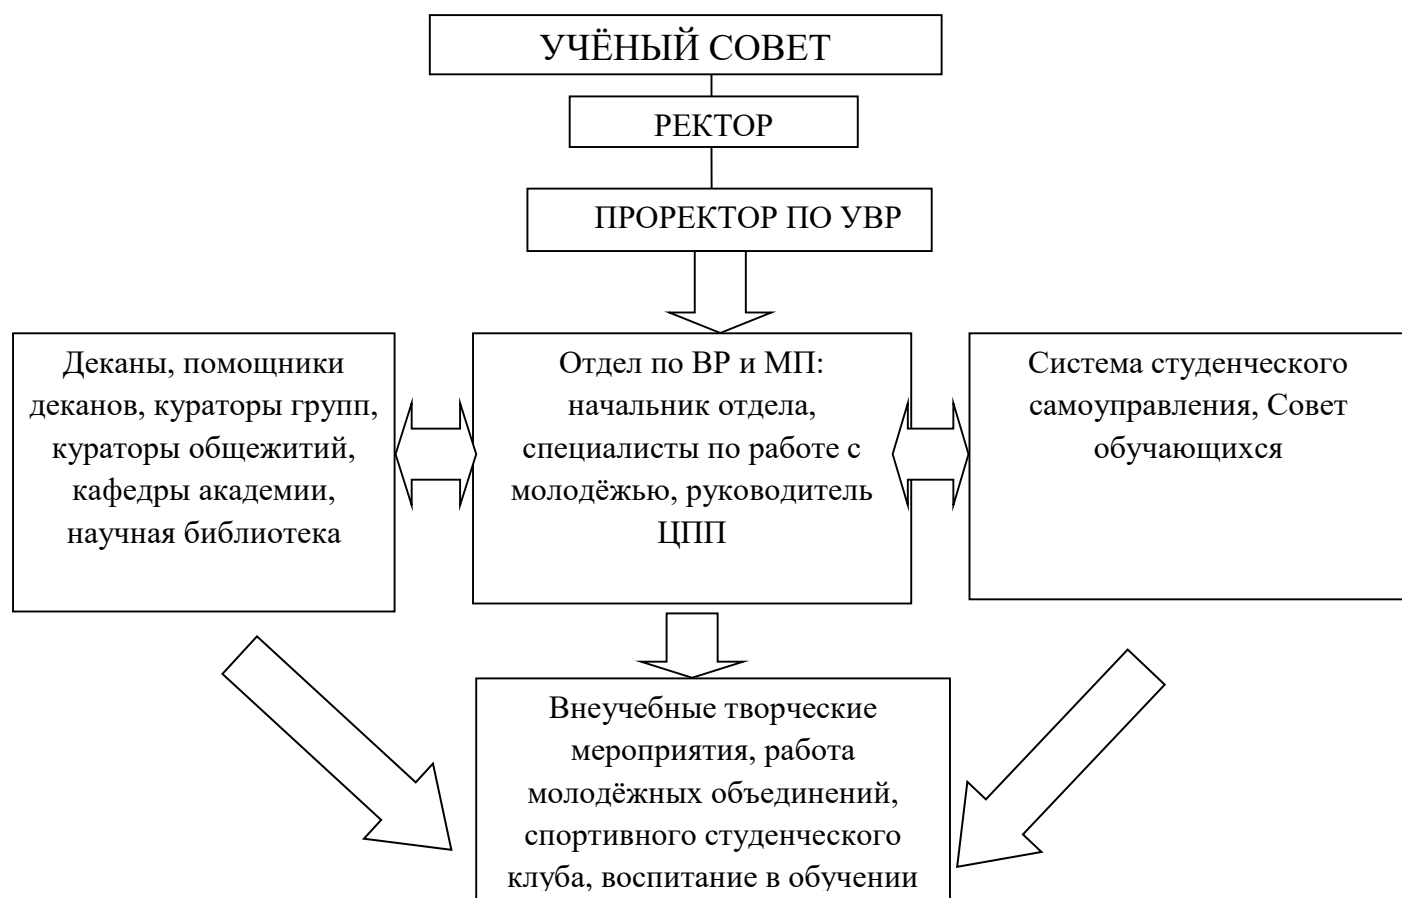 УЧЁНЫЙ СОВЕТ
РЕКТОР
ПРОРЕКТОР ПО УВР
Деканы, помощники
деканов, кураторы групп,
кураторы общежитий,
кафедры академии,
научная библиотека
Отдел по ВР и МП:
начальник отдела,
специалисты по работе с
молодёжью, руководитель
ЦПП
Система студенческого
самоуправления, Совет
обучающихся
Внеучебные творческие
мероприятия, работа
молодёжных объединений,
спортивного студенческого
клуба, воспитание в обучении